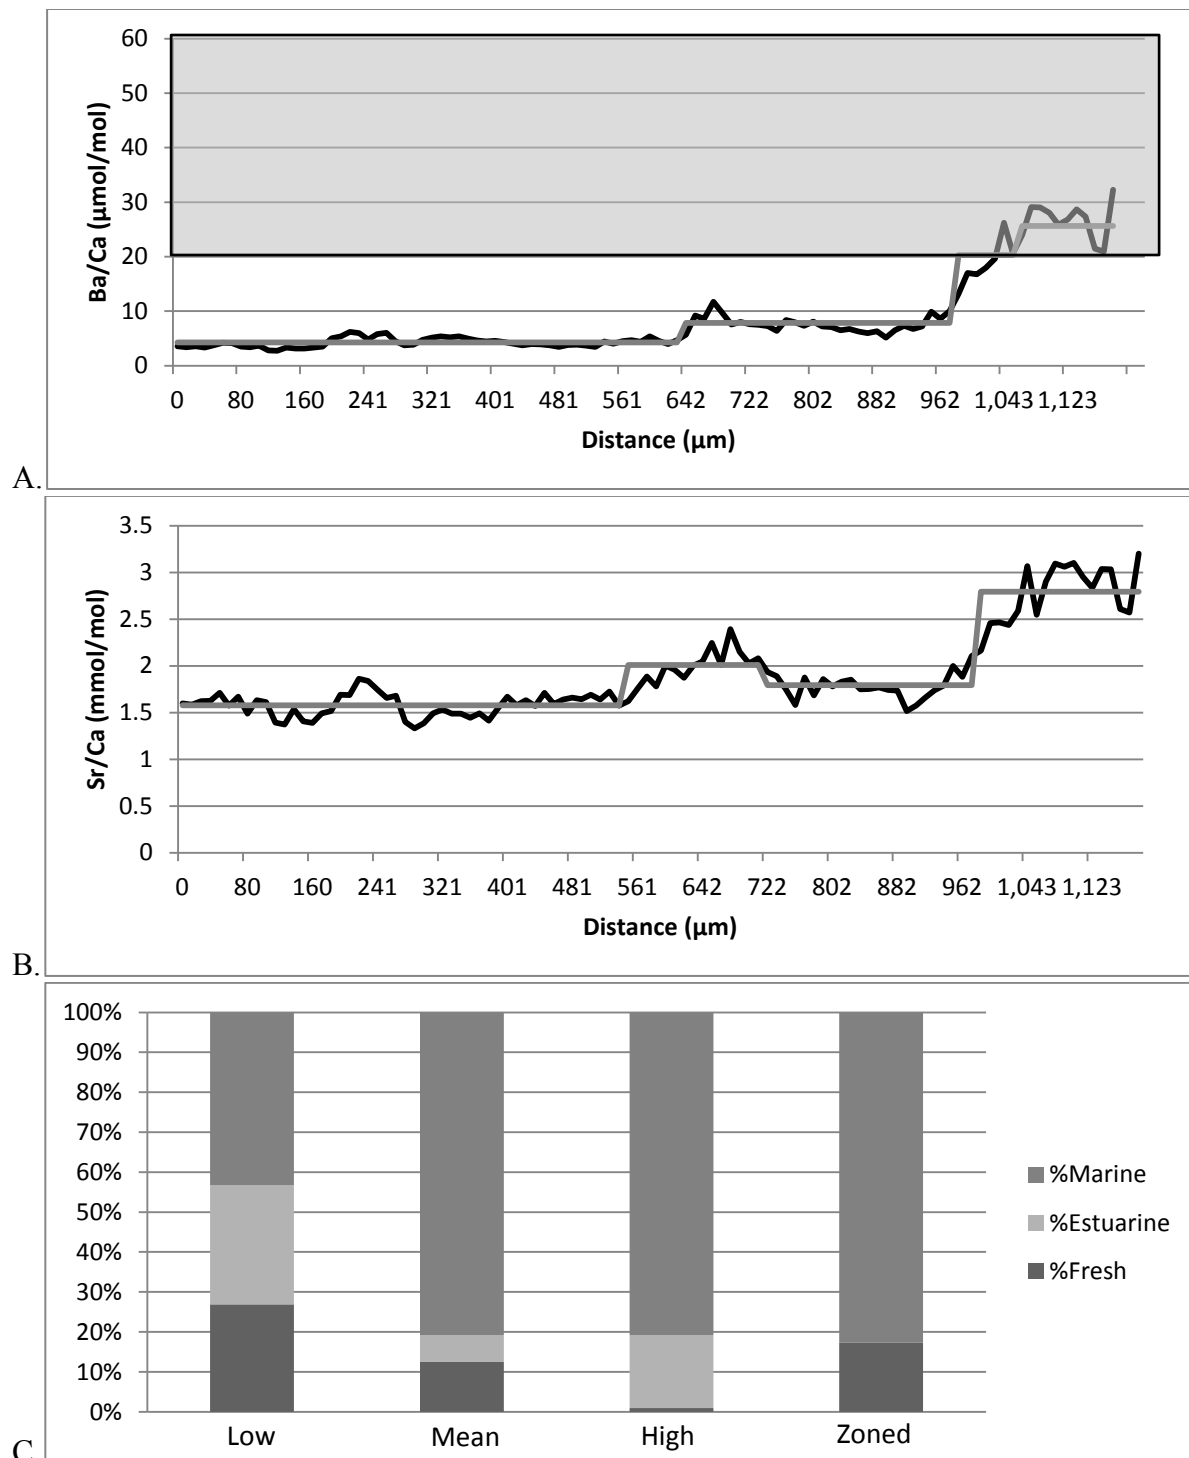 60
50
40
30
20
10
0
Ba/Ca (µmol/mol)
0 80 160 241 321 401 481 561 642 722 802 882 962 1,043 1,123
Distance (µm)
A.
3.5
3
2.5
2
1.5
1
0.5
0
Sr/Ca (mmol/mol)
0 80 160 241 321 401 481 561 642 722 802 882 962 1,043 1,123
Distance (µm)
B.
100%
90%
80%
70%
60%
50%
40%
30%
20%
10%
0%
%Marine
%Estuarine
%Fresh
Low Mean High Zoned
C